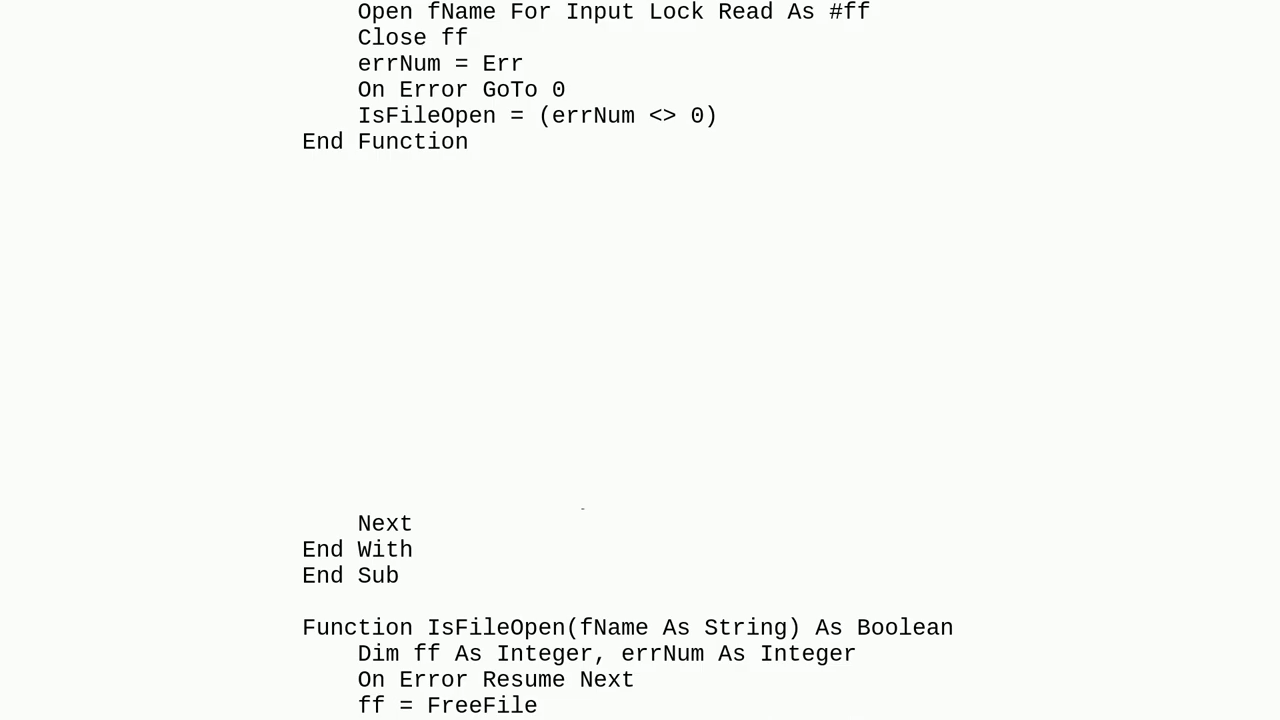 Open fName For Input Lock Read As #ff
Close ff
errNum = Err
On Error GoTo 0
IsFileOpen = (errNum <> 0)
End Function
Next
End With
End Sub
Function IsFileOpen(fName As String) As Boolean
Dim ff As Integer, errNum As Integer
On Error Resume Next
ff = FreeFile